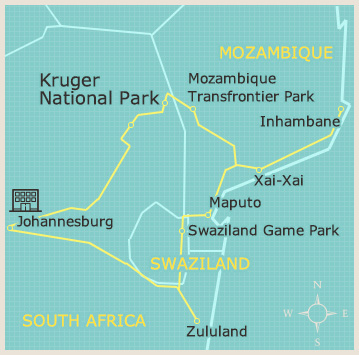 MOZAMBIQUE
Kruger
National Park
Mozambique
Transfrontier Park
Inhambane
Xai-Xai
Maputo
Johannesburg
Swaziland Game Park
SWAZILAND
SOUTH AFRICA
Zululand
N
W
E
S